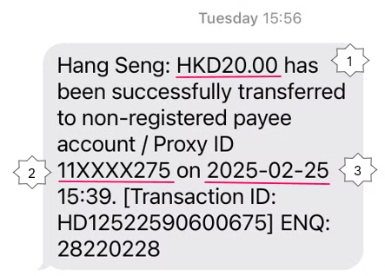 Tuesday 15:56
Hang Seng: HKD20.00 has
been successfully transferred
to non-registered payee
account / Proxy ID
11XXXX275 on 2025-02-25
15:39. [Transaction ID:
HD12522590600675] ENQ:
28220228
1
2
3